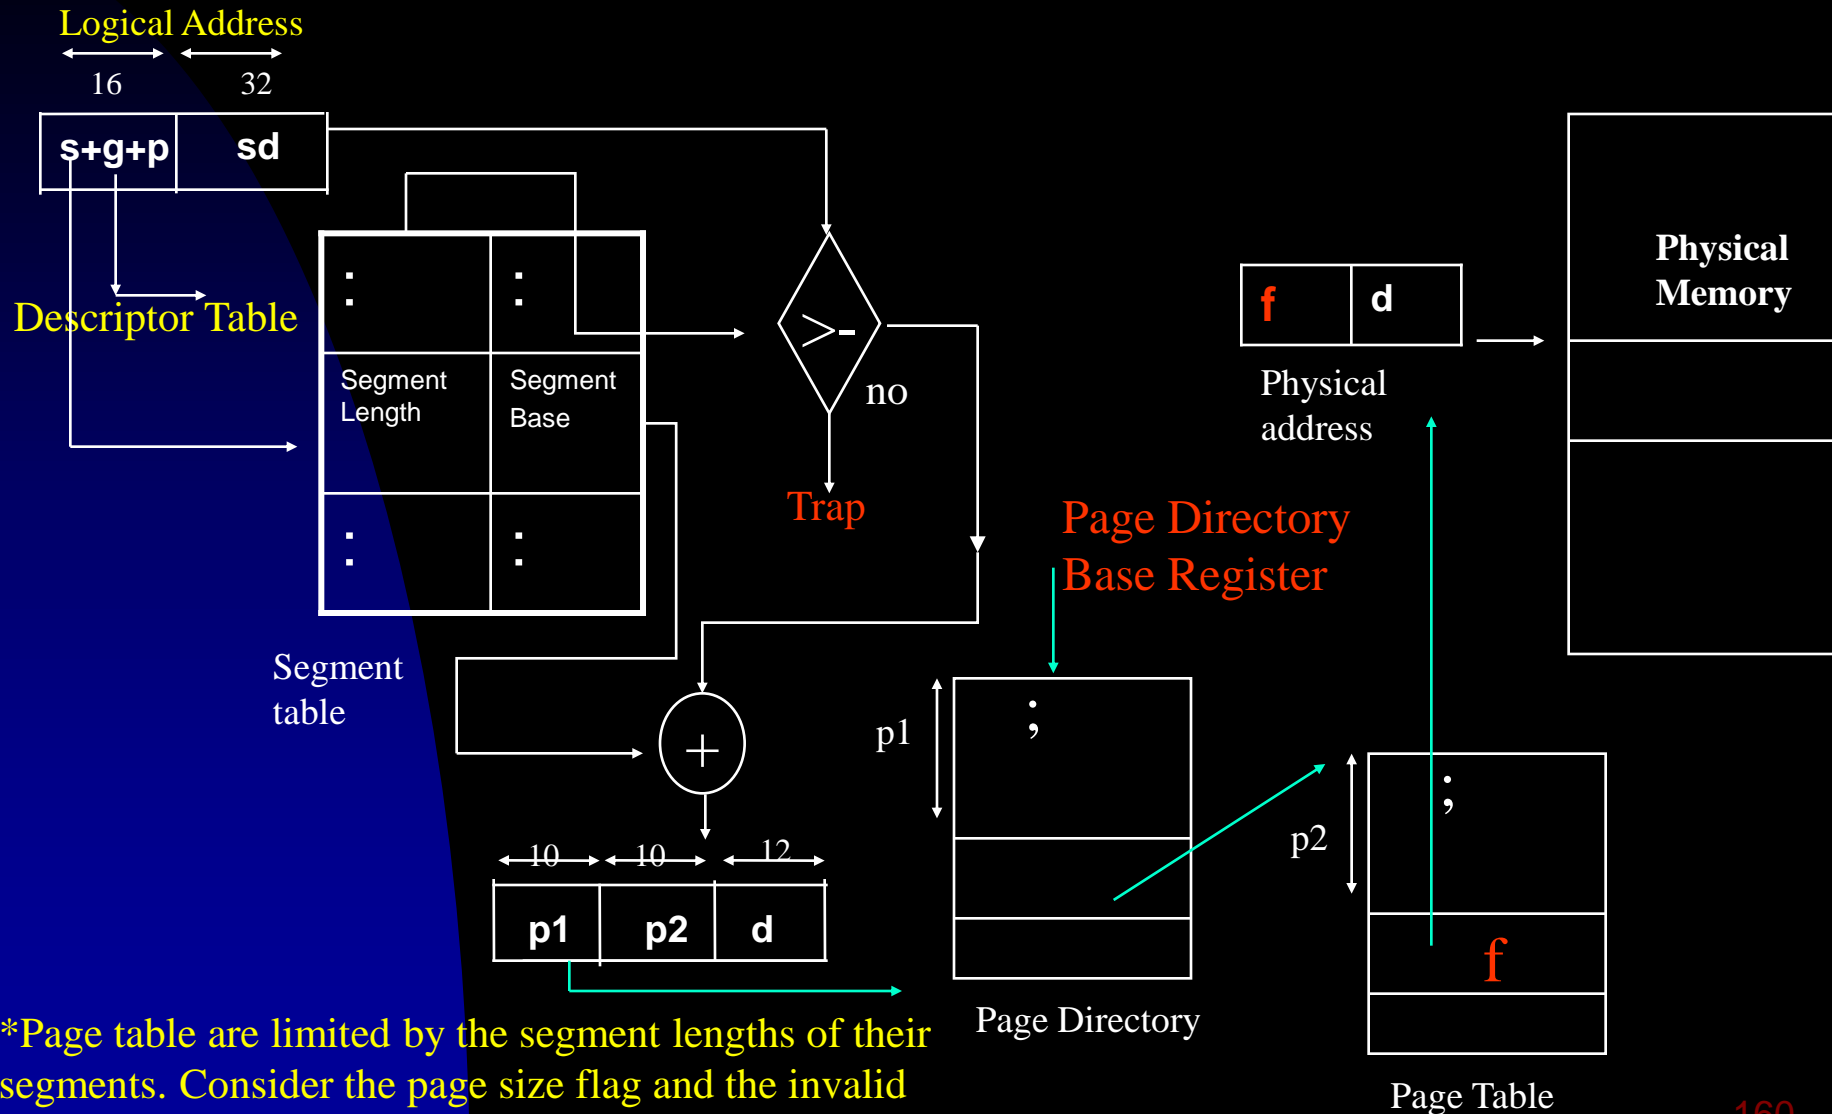 Logical Address
16 32
s+g+p sd
Descriptor Table
: :
Segment Length Segment Base
: :
Segment
table
>-
no
Trap
+
10 10 12
p1 p2 d
Page Directory
Base Register
p1
;
Page Directory
p2
;
f
Page Table
f d
Physical
address
Physical
Memory
*Page table are limited by the segment lengths of their
segments. Consider the page size flag and the invalid